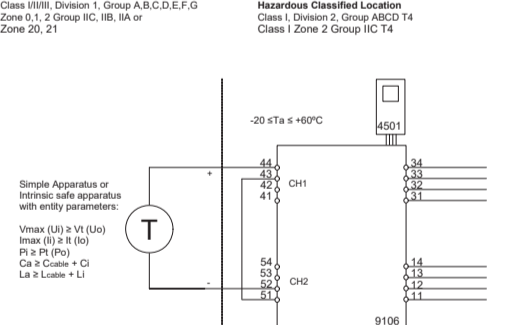 Class I/II/III, Division 1, Group A,B,C,D,E,F,G
Zone 0,1, 2 Group IIC, IIB, IIA or
Zone 20, 21
Hazardous Classified Location
Class I, Division 2, Group ABCD T4
Class I Zone 2 Group IIC T4
-20 ≤Ta ≤ +60ºC
4501
Simple Apparatus or
Intrinsic safe apparatus
with entity parameters:
Vmax (Ui) ≥ Vt (Uo)
Imax (Ii) ≥ It (Io)
Pi ≥ Pt (Po)
Ca ≥ Ccable + Ci
La ≥ Lcable + Li
T
+
-
44
43
42
41
CH1
34
33
32
31
54
53
52
51
CH2
14
13
12
11
9106